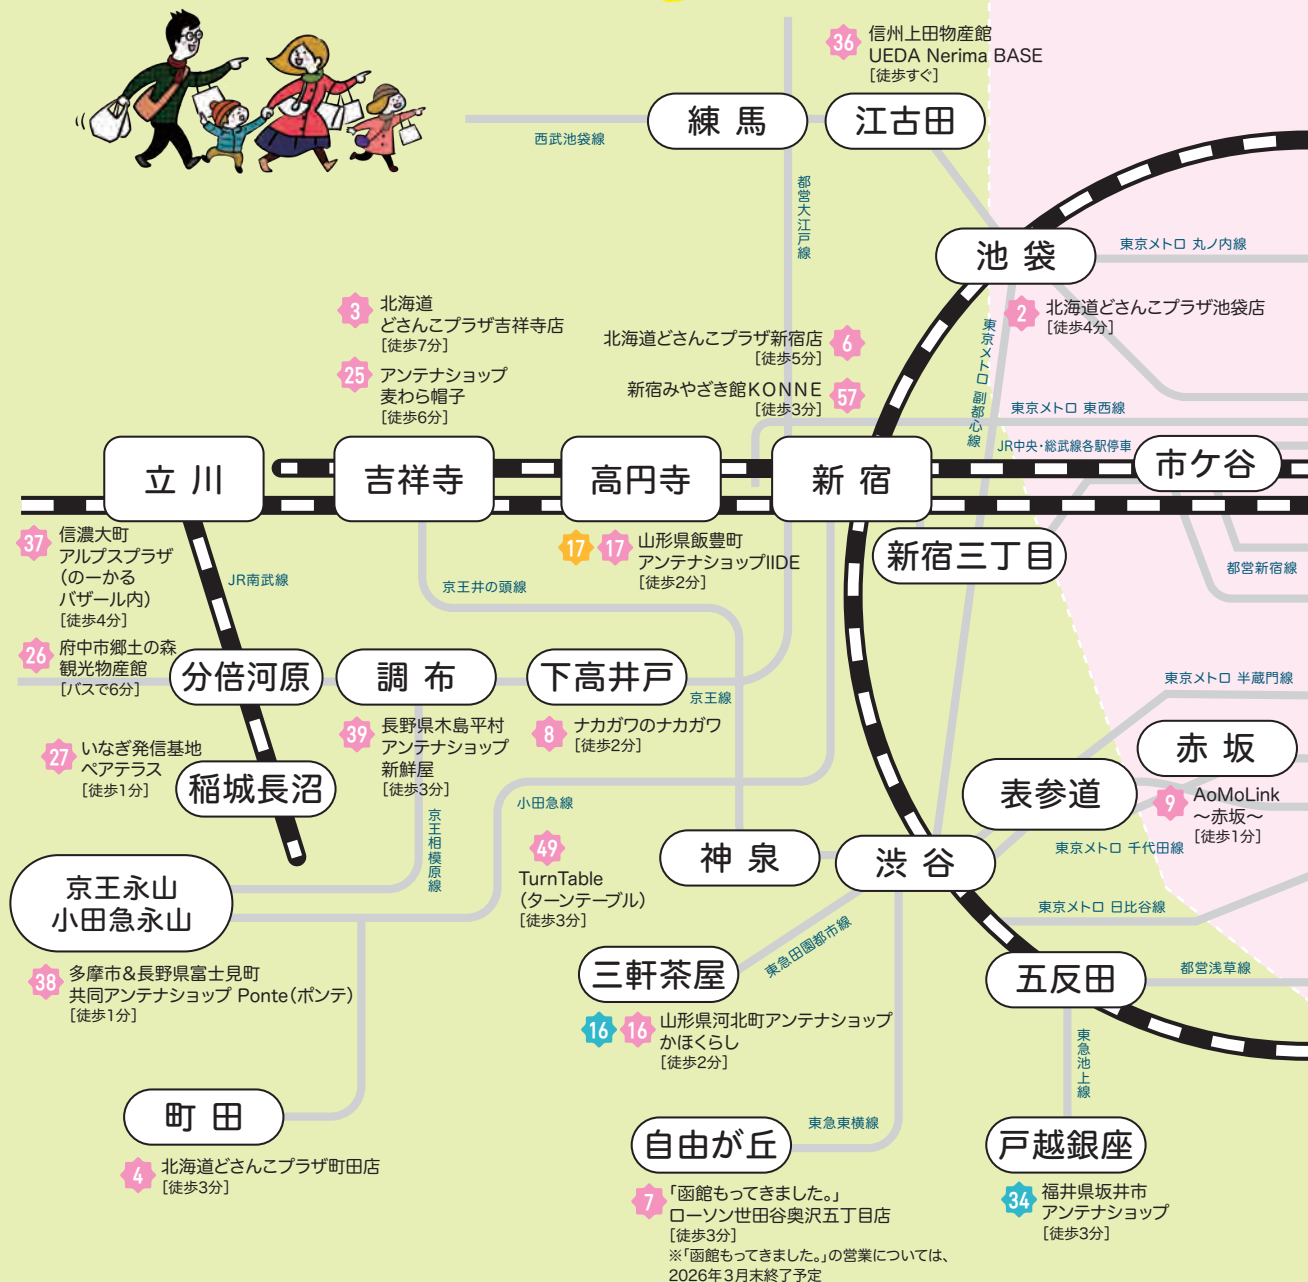 36
信州上田物産館
UEDA Nerima BASE
[徒歩すぐ]
練馬
江古田
西武池袋線
都営大江戸線
池袋
東京メトロ 丸ノ内線
2
北海道どさんこプラザ池袋店
[徒歩4分]
3
北海道
どさんこプラザ吉祥寺店
[徒歩7分]
25
アンテナショップ
麦わら帽子
[徒歩6分]
北海道どさんこプラザ新宿店
[徒歩5分]
6
新宿みやざき館KONNE
[徒歩3分]
57
東京メトロ 副都心線
東京メトロ 東西線
JR中央・総武線各駅停車
立川
吉祥寺
高円寺
新宿
市ケ谷
37
信濃大町
アルプスプラザ
(のーかる
バザール内)
[徒歩4分]
JR南武線
京王井の頭線
17
17
山形県飯豊町
アンテナショップIIDE
[徒歩2分]
新宿三丁目
都営新宿線
26
府中市郷土の森
観光物産館
[バスで6分]
分倍河原
調布
下高井戸
京王線
東京メトロ 半蔵門線
27
いなぎ発信基地
ペアテラス
[徒歩1分]
稲城長沼
39
長野県木島平村
アンテナショップ
新鮮屋
[徒歩3分]
8
ナカガワのナカガワ
[徒歩2分]
赤坂
表参道
9
AoMoLink
～赤坂～
[徒歩1分]
小田急線
京王相模原線
49
TurnTable
(ターンテーブル)
[徒歩3分]
神泉
渋谷
東京メトロ 千代田線
京王永山
小田急永山
東京メトロ 日比谷線
38
多摩市&長野県富士見町
共同アンテナショップ Ponte(ポンテ)
[徒歩1分]
三軒茶屋
東急田園都市線
五反田
都営浅草線
16
16
山形県河北町アンテナショップ
かほくらし
[徒歩2分]
東急池上線
町田
4
北海道どさんこプラザ町田店
[徒歩3分]
自由が丘
東急東横線
7
「函館もってきました。」
ローソン世田谷奥沢五丁目店
[徒歩3分]
※「函館もってきました。」の営業については、
2026年3月末終了予定
戸越銀座
34
福井県坂井市
アンテナショップ
[徒歩3分]